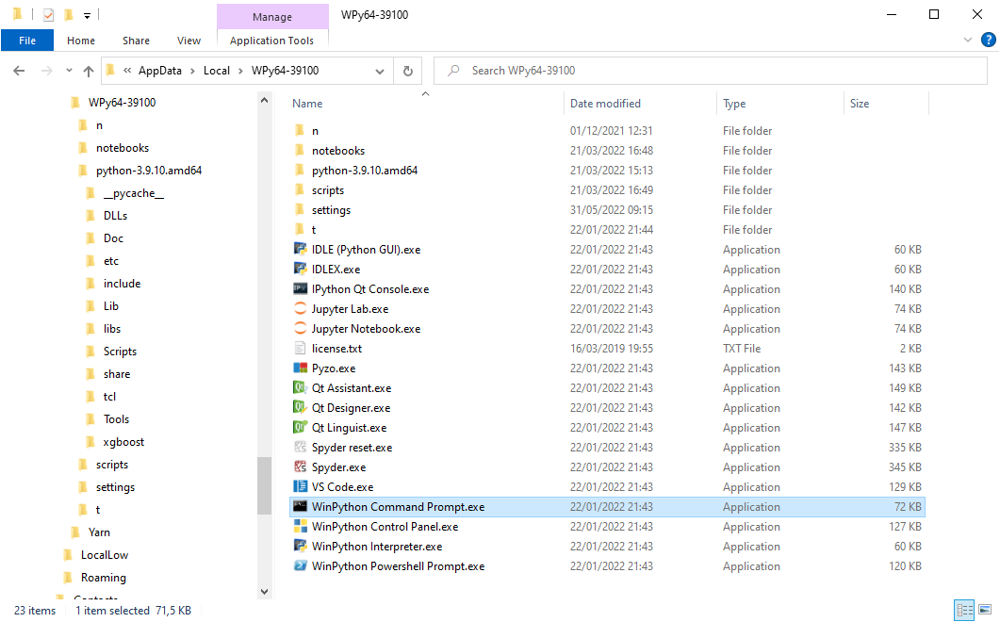 Manage
WPy64-39100
File
Home
Share
View
Application Tools
?
« AppData > Local > WPy64-39100
Search WPy64-39100
WPy64-39100
n
notebooks
python-3.9.10.amd64
__pycache__
DLLs
Doc
etc
include
Lib
libs
Scripts
share
tcl
Tools
xgboost
scripts
settings
t
Yarn
LocalLow
Roaming
Contacts
Name Date modified Type Size
n 01/12/2021 12:31 File folder
notebooks 21/03/2022 16:48 File folder
python-3.9.10.amd64 21/03/2022 15:13 File folder
scripts 21/03/2022 16:49 File folder
settings 31/05/2022 09:15 File folder
t 22/01/2022 21:44 File folder
IDLE (Python GUI).exe 22/01/2022 21:43 Application 60 KB
IDLEX.exe 22/01/2022 21:43 Application 60 KB
IPython Qt Console.exe 22/01/2022 21:43 Application 140 KB
Jupyter Lab.exe 22/01/2022 21:43 Application 74 KB
Jupyter Notebook.exe 22/01/2022 21:43 Application 74 KB
license.txt 16/03/2019 19:55 TXT File 2 KB
Pyzo.exe 22/01/2022 21:43 Application 143 KB
Qt Assistant.exe 22/01/2022 21:43 Application 149 KB
Qt Designer.exe 22/01/2022 21:43 Application 142 KB
Qt Linguist.exe 22/01/2022 21:43 Application 147 KB
Spyder reset.exe 22/01/2022 21:43 Application 335 KB
Spyder.exe 22/01/2022 21:43 Application 345 KB
VS Code.exe 22/01/2022 21:43 Application 129 KB
WinPython Command Prompt.exe 22/01/2022 21:43 Application 72 KB
WinPython Control Panel.exe 22/01/2022 21:43 Application 127 KB
WinPython Interpreter.exe 22/01/2022 21:43 Application 60 KB
WinPython Powershell Prompt.exe 22/01/2022 21:43 Application 120 KB
23 items
1 item selected 71,5 KB